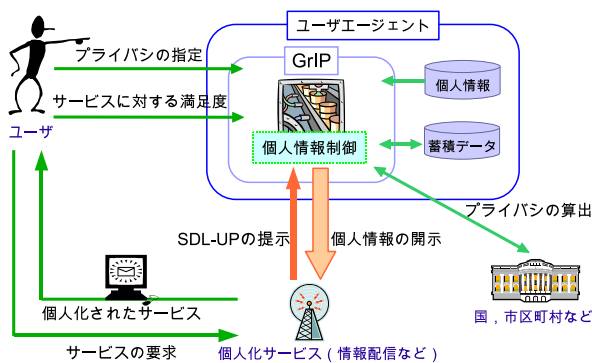 ユーザエージェント
プライバシの指定
GrIP
個人情報
サービスに対する満足度
ユーザ
個人情報制御
蓄積データ
プライバシの算出
SDL-UPの提示
個人情報の開示
個人化されたサービス
国，市区町村など
サービスの要求
個人化サービス（情報配信など）